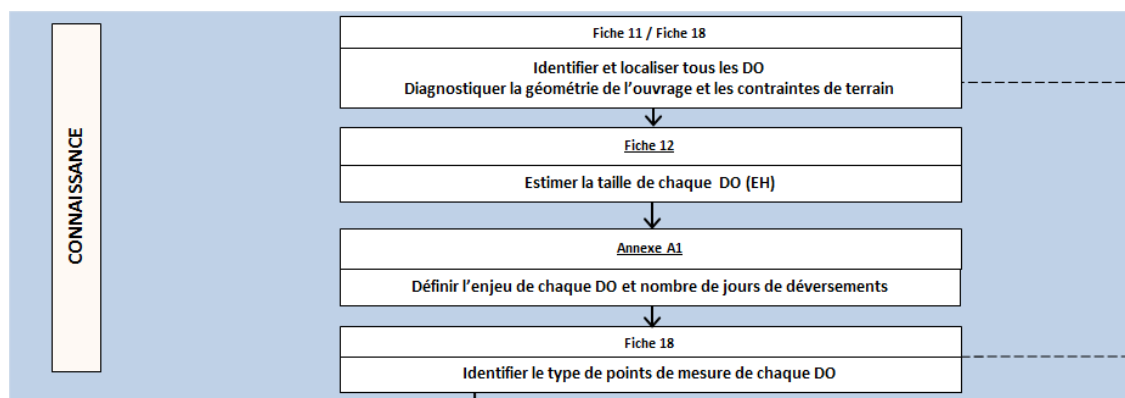 CONNAISSANCE
Fiche 11 / Fiche 18
Identifier et localiser tous les DO
Diagnostiquer la géométrie de l'ouvrage et les contraintes de terrain
Fiche 12
Estimer la taille de chaque DO (EH)
Annexe A1
Définir l'enjeu de chaque DO et nombre de jours de déversements
Fiche 18
Identifier le type de points de mesure de chaque DO